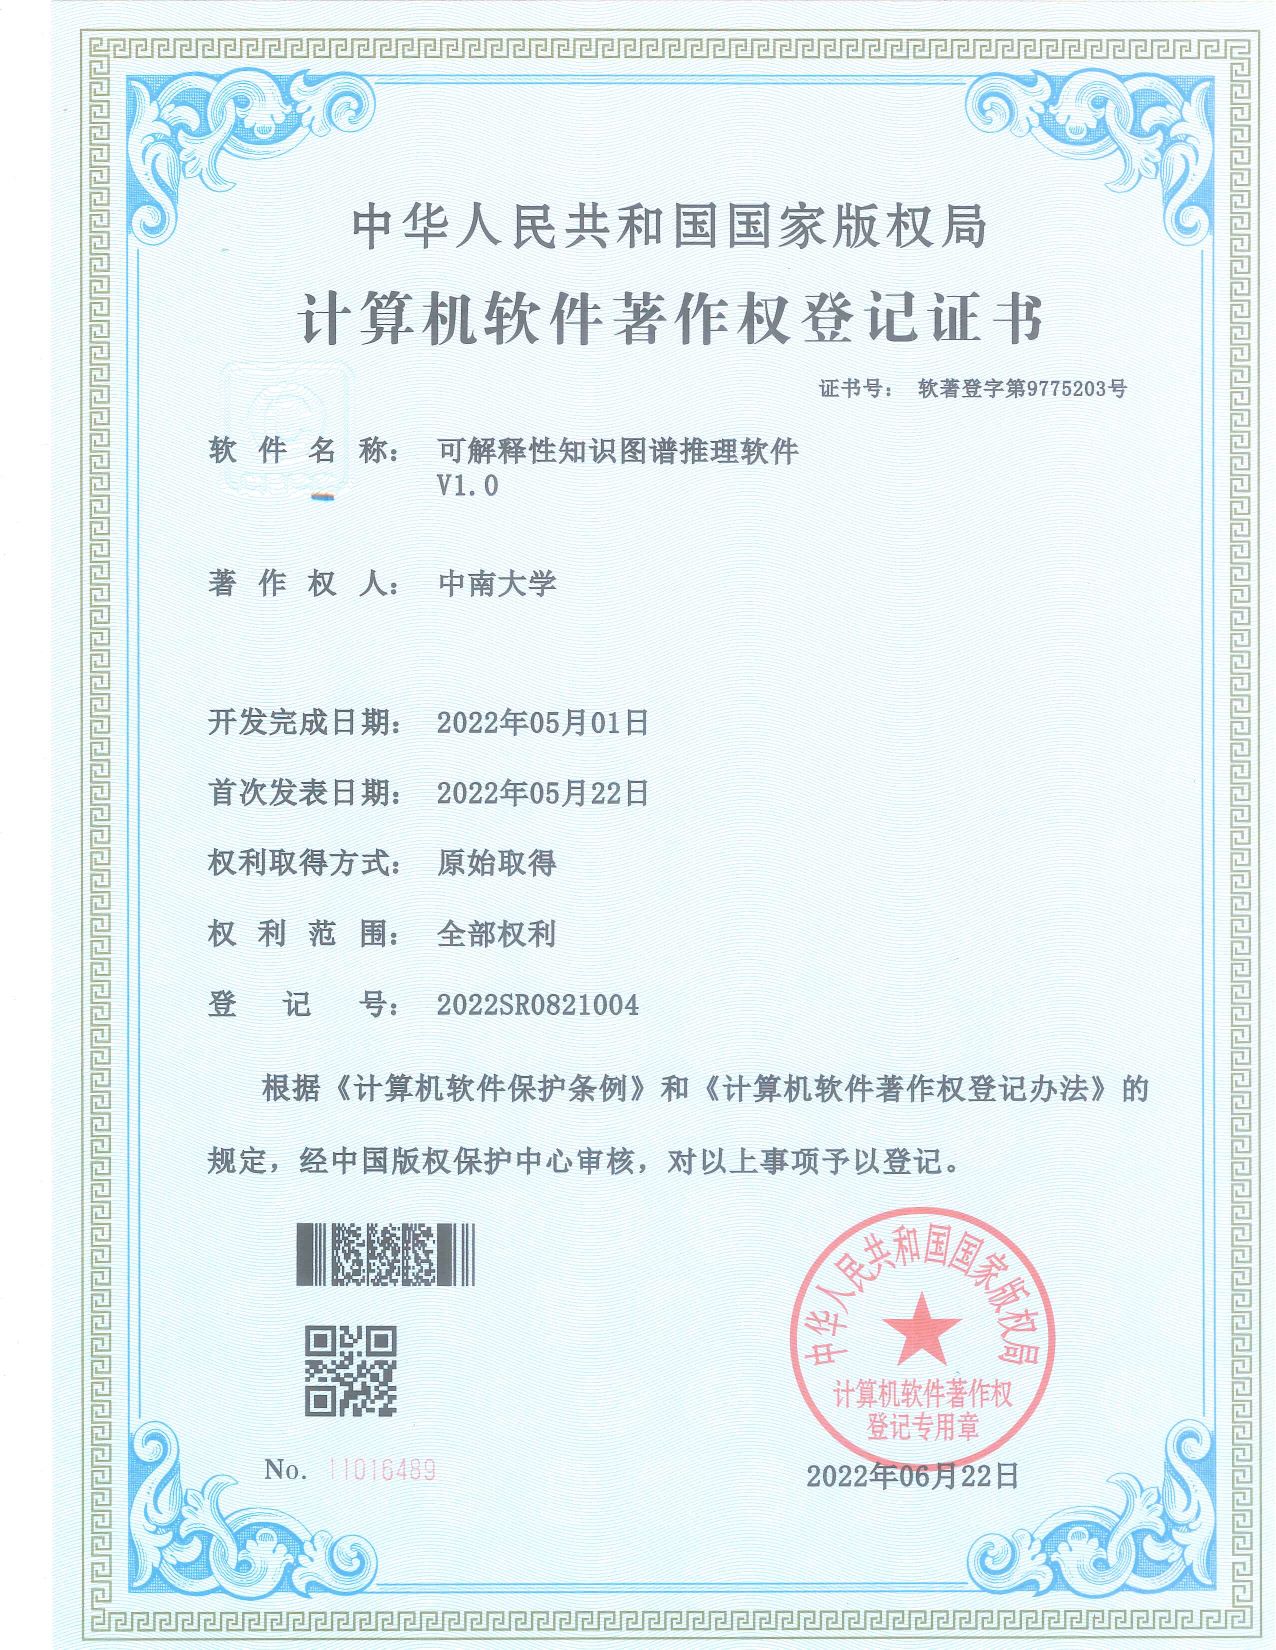 中华人民共和国国家版权局
计算机软件著作权登记证书
证书号： 软著登字第9775203号
软件名称： 可解释性知识图谱推理软件
V1.0
著作权人： 中南大学
开发完成日期： 2022年05月01日
首次发表日期： 2022年05月22日
权利取得方式： 原始取得
权利范围： 全部权利
登记号： 2022SR0821004
根据《计算机软件保护条例》和《计算机软件著作权登记办法》的
规定，经中国版权保护中心审核，对以上事项予以登记。
中华人民共和国国家版权局
计算机软件著作权
登记专用章
No. 11016489
2022年06月22日